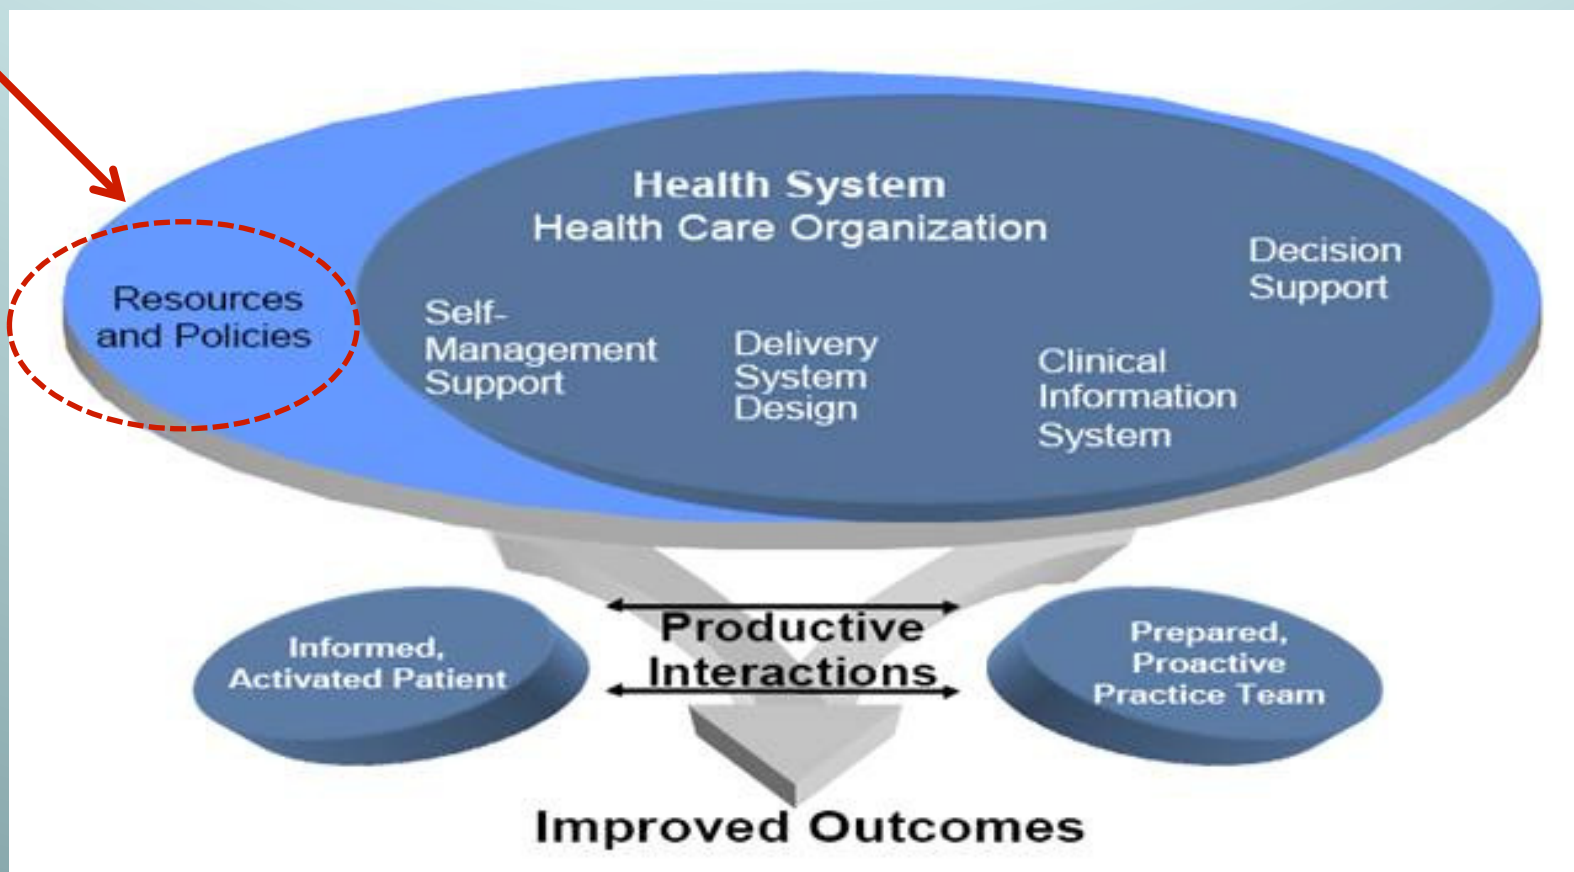 Health System
Health Care Organization
Resources
and Policies
Self-
Management
Support
Delivery
System
Design
Clinical
Information
System
Decision
Support
Informed,
Activated Patient
Productive
Interactions
Prepared,
Proactive
Practice Team
Improved Outcomes